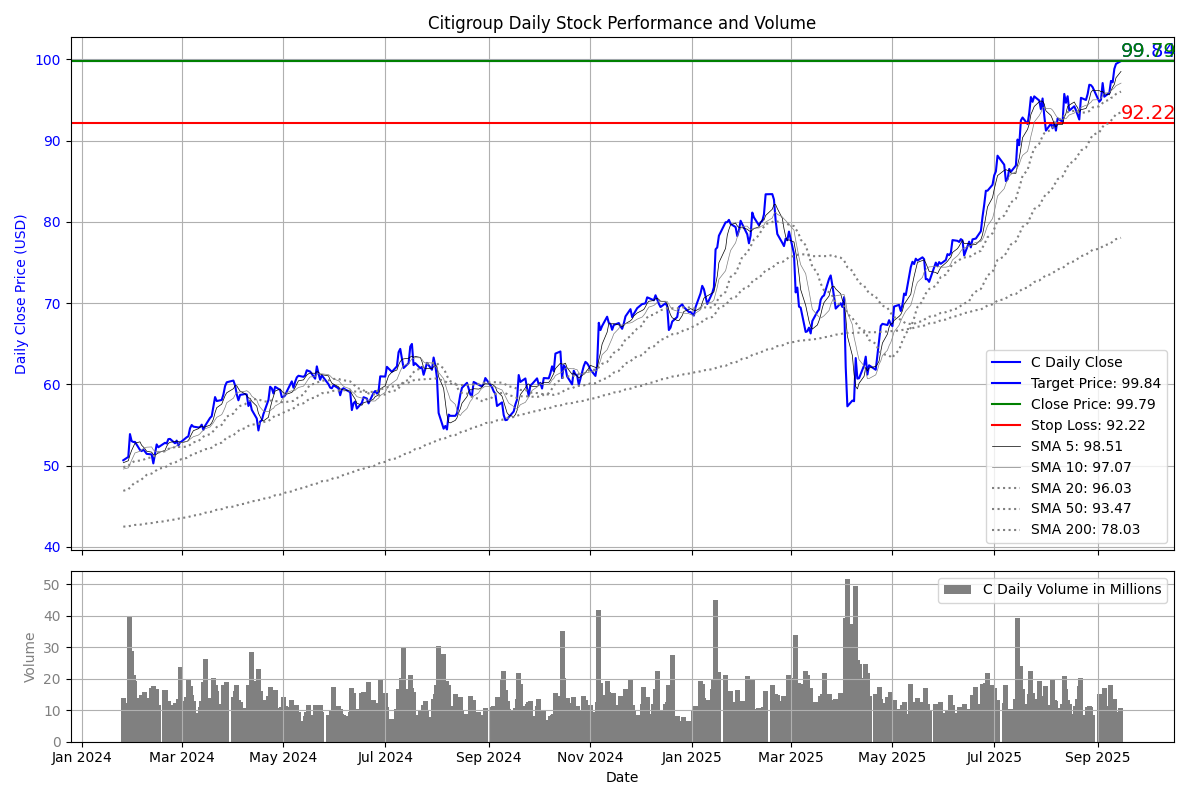 Citigroup Daily Stock Performance and Volume
Daily Close Price (USD)
100
90
80
70
60
50
40
99.84
99.79
92.22
C Daily Close
Target Price: 99.84
Close Price: 99.79
Stop Loss: 92.22
SMA 5: 98.51
SMA 10: 97.07
SMA 20: 96.03
SMA 50: 93.47
SMA 200: 78.03
Volume
50
40
30
20
10
0
C Daily Volume in Millions
Jan 2024 Mar 2024 May 2024 Jul 2024 Sep 2024 Nov 2024 Jan 2025 Mar 2025 May 2025 Jul 2025 Sep 2025
Date